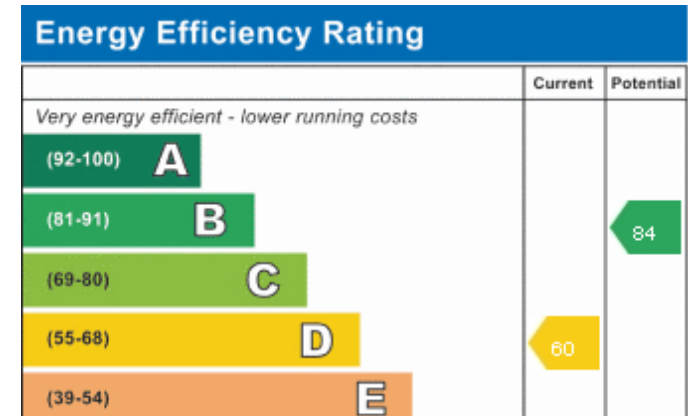 Energy Efficiency Rating
Current Potential
Very energy efficient - lower running costs
(92-100) A
(81-91) B
84
(69-80) C
(55-68) D
60
(39-54) E